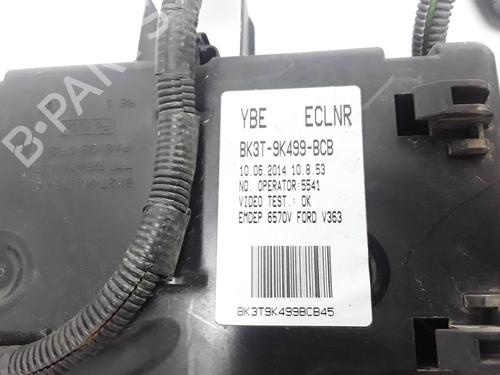 YBE ECLNR
BK3T-9K499-BCB
10.06.2014 10.8.53
NO. OPERATOR:5541
VIDEO TEST.: OK
EMDEP 6570V FORD V363
BK3T9K499BCB45
B-PARTS